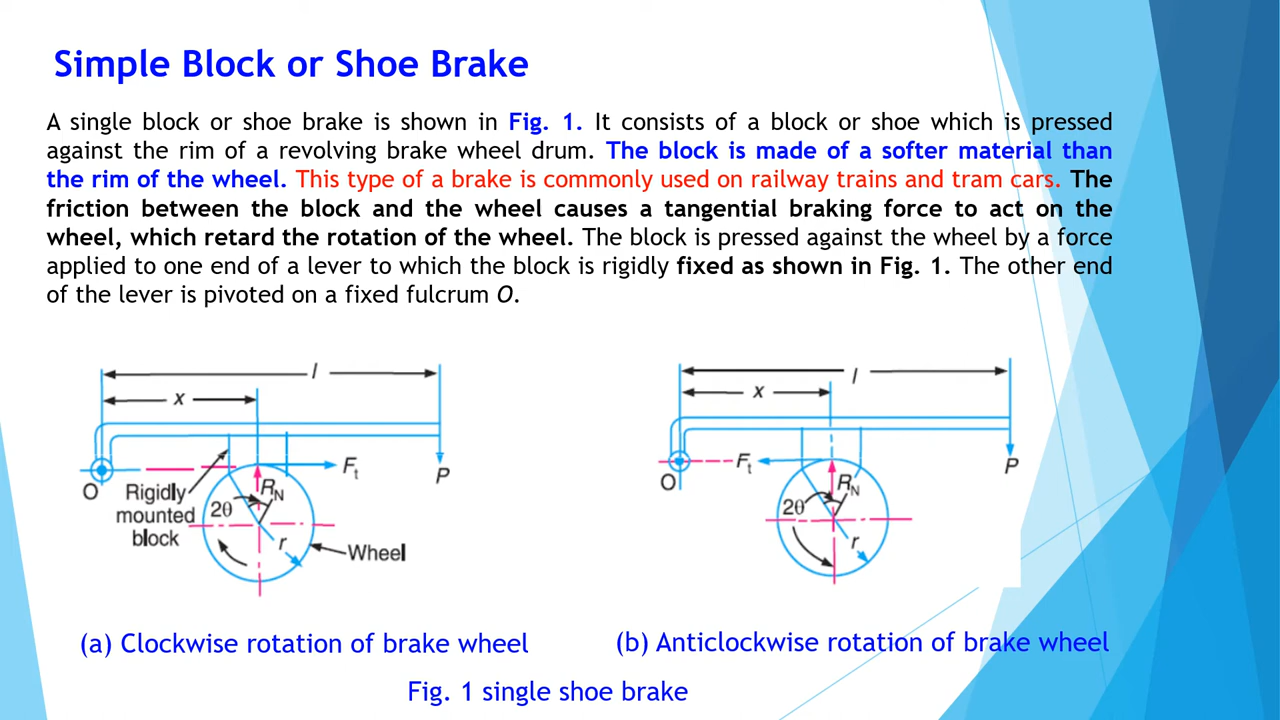 Simple Block or Shoe Brake
A single block or shoe brake is shown in Fig. 1. It consists of a block or shoe which is pressed
against the rim of a revolving brake wheel drum. The block is made of a softer material than
the rim of the wheel. This type of a brake is commonly used on railway trains and tram cars. The
friction between the block and the wheel causes a tangential braking force to act on the
wheel, which retard the rotation of the wheel. The block is pressed against the wheel by a force
applied to one end of a lever to which the block is rigidly fixed as shown in Fig. 1. The other end
of the lever is pivoted on a fixed fulcrum O.
l
x
Ft
P
O
Rigidly
mounted
block
RN
2θ
r
Wheel
l
x
Ft
P
O
RN
2θ
r
(a) Clockwise rotation of brake wheel
(b) Anticlockwise rotation of brake wheel
Fig. 1 single shoe brake